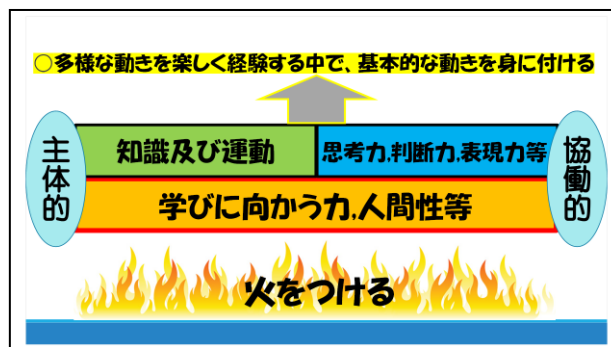 ○多様な動きを楽しく経験する中で、基本的な動きを身に付ける
主体的
知識及び運動
思考力,判断力,表現力等
協働的
学びに向かう力,人間性等
火をつける